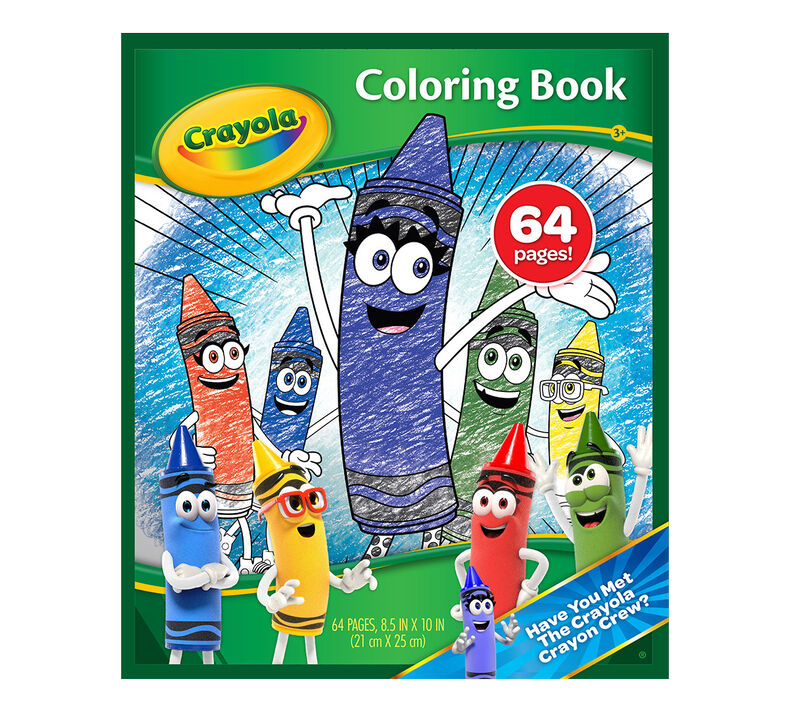 Coloring Book
Crayola
3+
64
pages!
Have You Met
The Crayola
Crayon Crew?
64 PAGES, 8.5 IN X 10 IN
(21 cm X 25 cm)
®